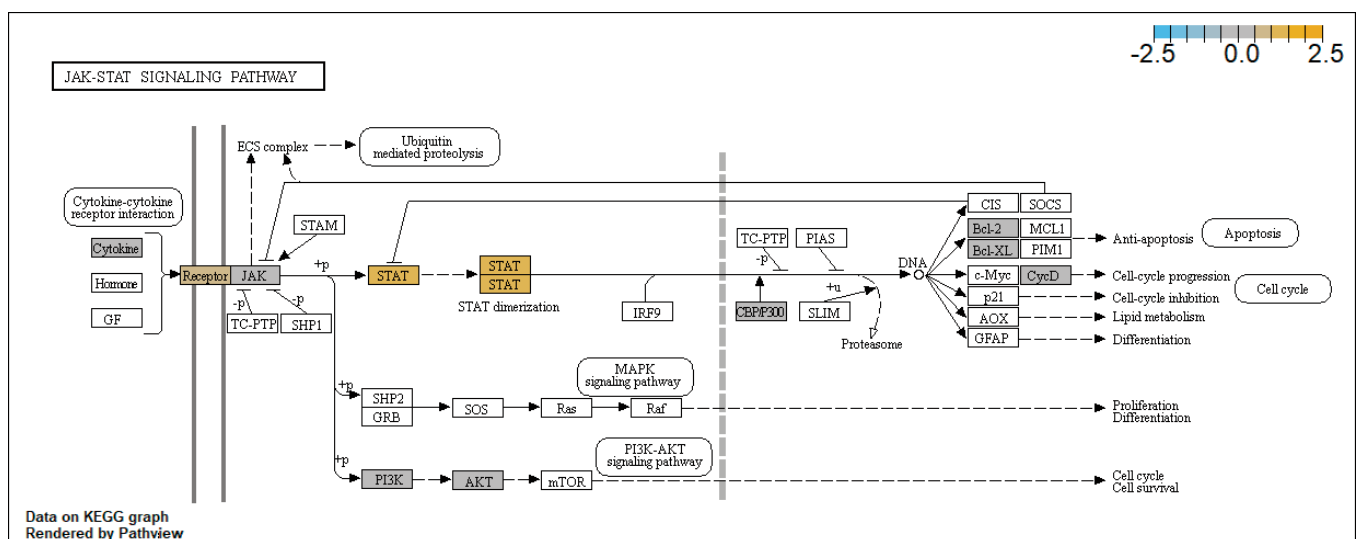 -2.5 0.0 2.5
JAK-STAT SIGNALING PATHWAY
ECS complex
Ubiquitin
mediated proteolysis
Cytokine-cytokine
receptor interaction
Cytokine
Hormone
GF
Receptor
JAK
STAM
-p
-p
TC-PTP
SHP1
+p
STAT
STAT
STAT
STAT dimerization
IRF9
TC-PTP
PIAS
-p
+u
CBP/P300
SLIM
Proteasome
DNA
CIS
SOCS
Bcl-2
MCL1
Bcl-XL
PIM1
c-Myc
CycD
p21
AOX
GFAP
Anti-apoptosis
Apoptosis
Cell-cycle progression
Cell cycle
Cell-cycle inhibition
Lipid metabolism
Differentiation
+p
SHP2
GRB
SOS
Ras
Raf
MAPK
signaling pathway
Proliferation
Differentiation
+p
PI3K
AKT
mTOR
PI3K-AKT
signaling pathway
Cell cycle
Cell survival
Data on KEGG graph
Rendered by Pathview